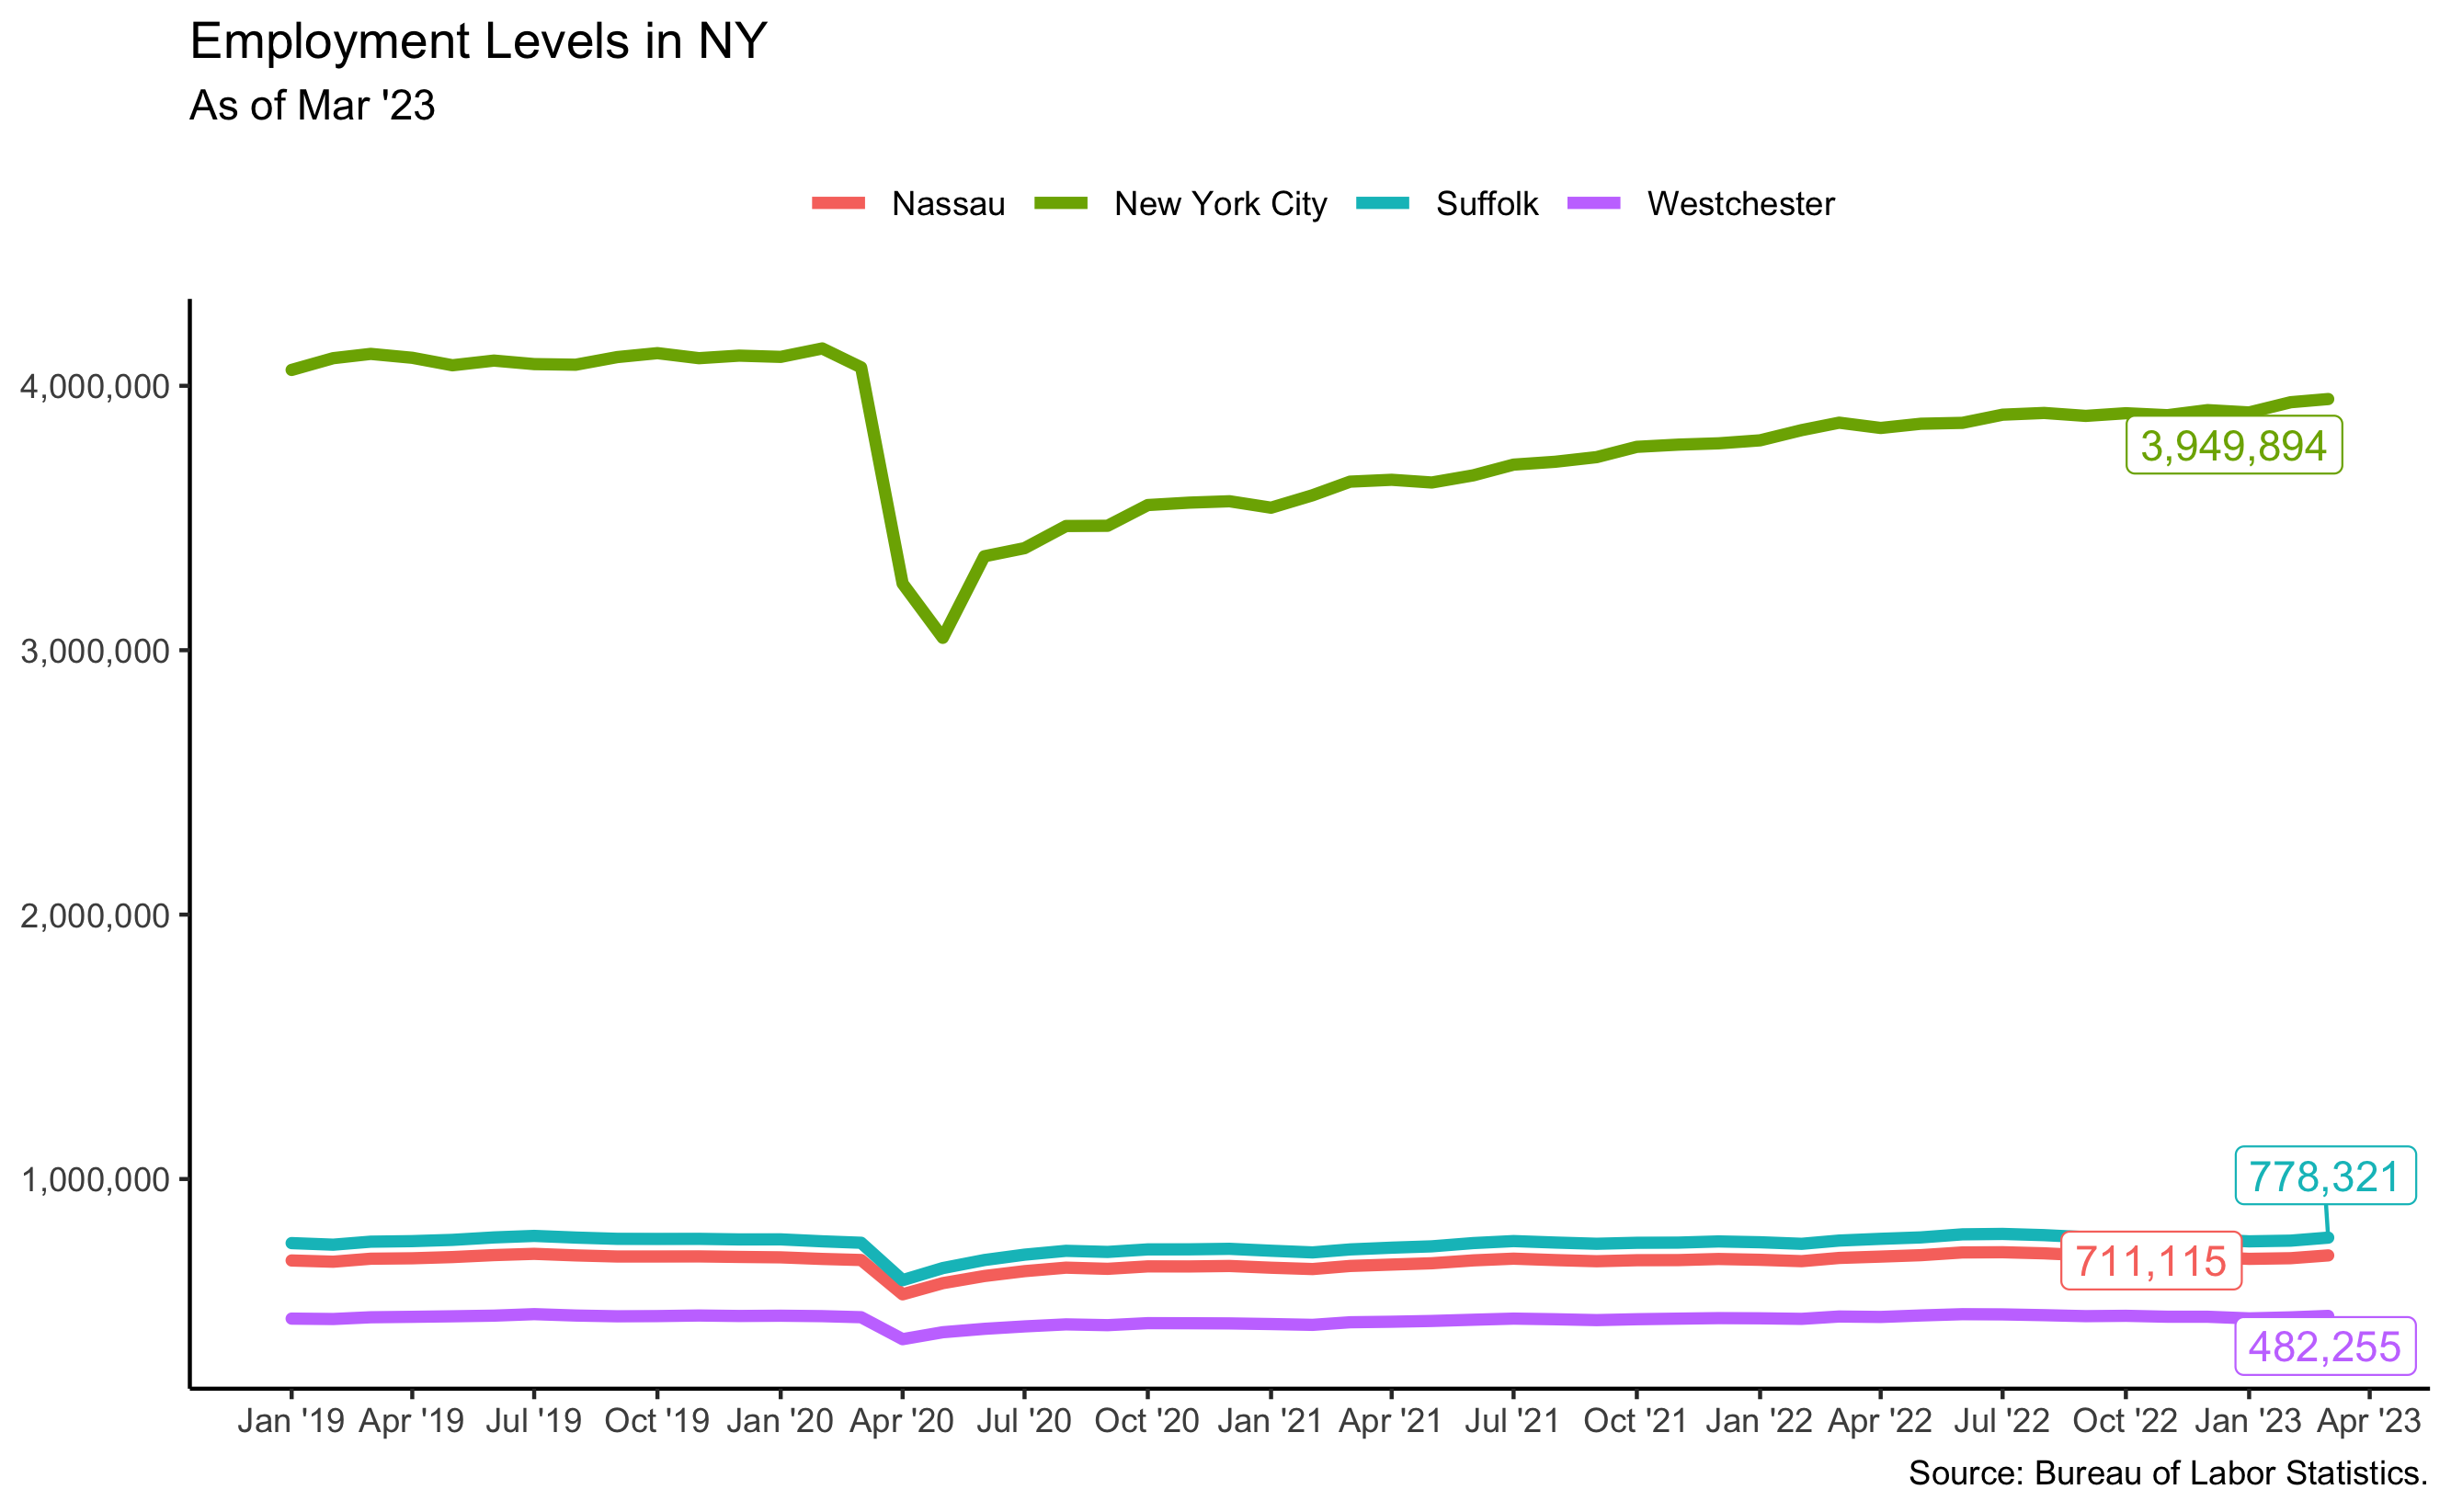 Employment Levels in NY
As of Mar '23
Nassau New York City Suffolk Westchester
4,000,000
3,949,894
3,000,000
2,000,000
1,000,000
778,321
711,115
482,255
Jan '19 Apr '19 Jul '19 Oct '19 Jan '20 Apr '20 Jul '20 Oct '20 Jan '21 Apr '21 Jul '21 Oct '21 Jan '22 Apr '22 Jul '22 Oct '22 Jan '23 Apr '23
Source: Bureau of Labor Statistics.